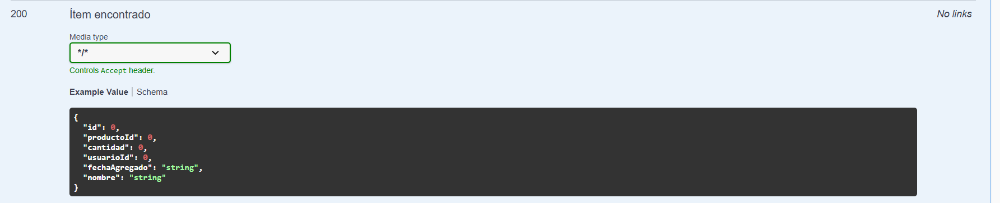 200 Ítem encontrado No links
Media type
*/*
Controls Accept header.
Example Value | Schema
{
  "id": 0,
  "productoId": 0,
  "cantidad": 0,
  "usuarioId": 0,
  "fechaAgregado": "string",
  "nombre": "string"
}